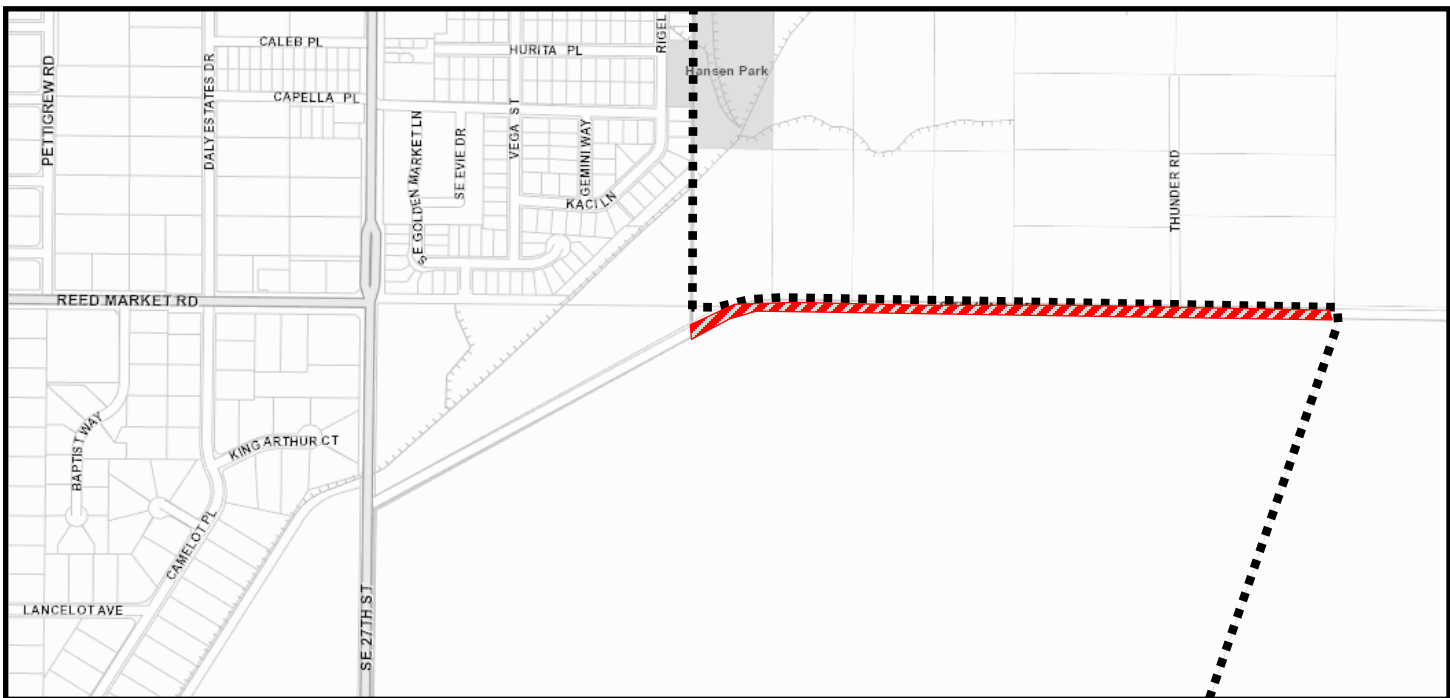 CALEB PL
HURITA PL
RIGEL
Hansen Park
PETTIGREW RD
DALY ESTATES DR
CAPELLA PL
SE GOLDEN MARKET LN
SE EVIE DR
VEGA ST
GEMINI WAY
KACI LN
THUNDER RD
REED MARKET RD
BAPTIST WAY
KING ARTHUR CT
CAMELOT PL
LANCELOT AVE
SE 27TH ST